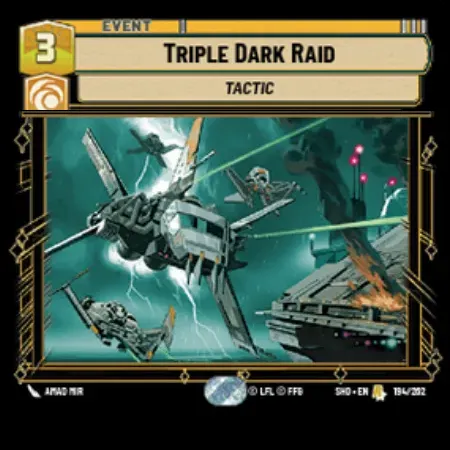 EVENT
3
TRIPLE DARK RAID
TACTIC
AMAD MIR
© LFL © FFG
SHD • EN
194/262